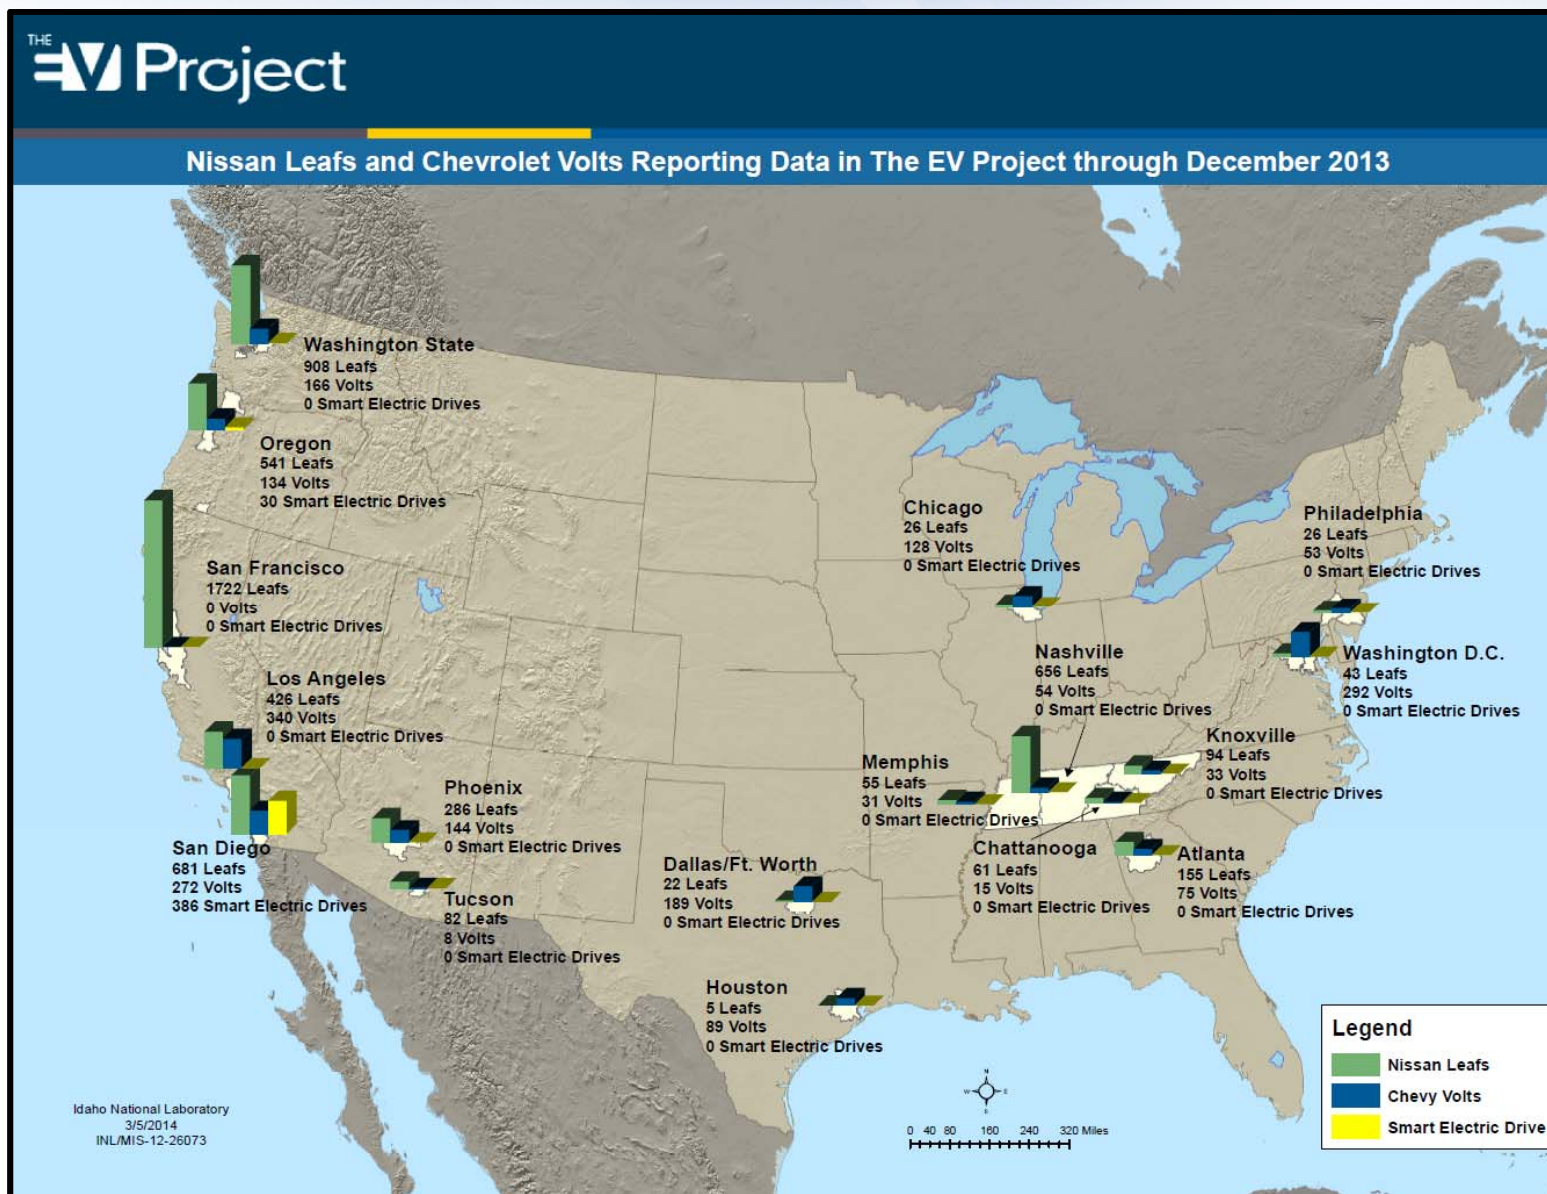 THE
EV Project
Nissan Leafs and Chevrolet Volts Reporting Data in The EV Project through December 2013
Washington State
908 Leafs
166 Volts
0 Smart Electric Drives
Oregon
541 Leafs
134 Volts
30 Smart Electric Drives
San Francisco
1722 Leafs
0 Volts
0 Smart Electric Drives
Los Angeles
426 Leafs
340 Volts
0 Smart Electric Drives
San Diego
681 Leafs
272 Volts
386 Smart Electric Drives
Phoenix
286 Leafs
144 Volts
0 Smart Electric Drives
Tucson
82 Leafs
8 Volts
0 Smart Electric Drives
Dallas/Ft. Worth
22 Leafs
189 Volts
0 Smart Electric Drives
Houston
5 Leafs
89 Volts
0 Smart Electric Drives
Chicago
26 Leafs
128 Volts
0 Smart Electric Drives
Nashville
656 Leafs
54 Volts
0 Smart Electric Drives
Memphis
55 Leafs
31 Volts
0 Smart Electric Drives
Chattanooga
61 Leafs
15 Volts
0 Smart Electric Drives
Knoxville
94 Leafs
33 Volts
0 Smart Electric Drives
Atlanta
155 Leafs
75 Volts
0 Smart Electric Drives
Philadelphia
26 Leafs
53 Volts
0 Smart Electric Drives
Washington D.C.
43 Leafs
292 Volts
0 Smart Electric Drives
Idaho National Laboratory
3/5/2014
INL/MIS-12-26073
N
W E
S
0 40 80 160 240 320 Miles
Legend
Nissan Leafs
Chevy Volts
Smart Electric Drive